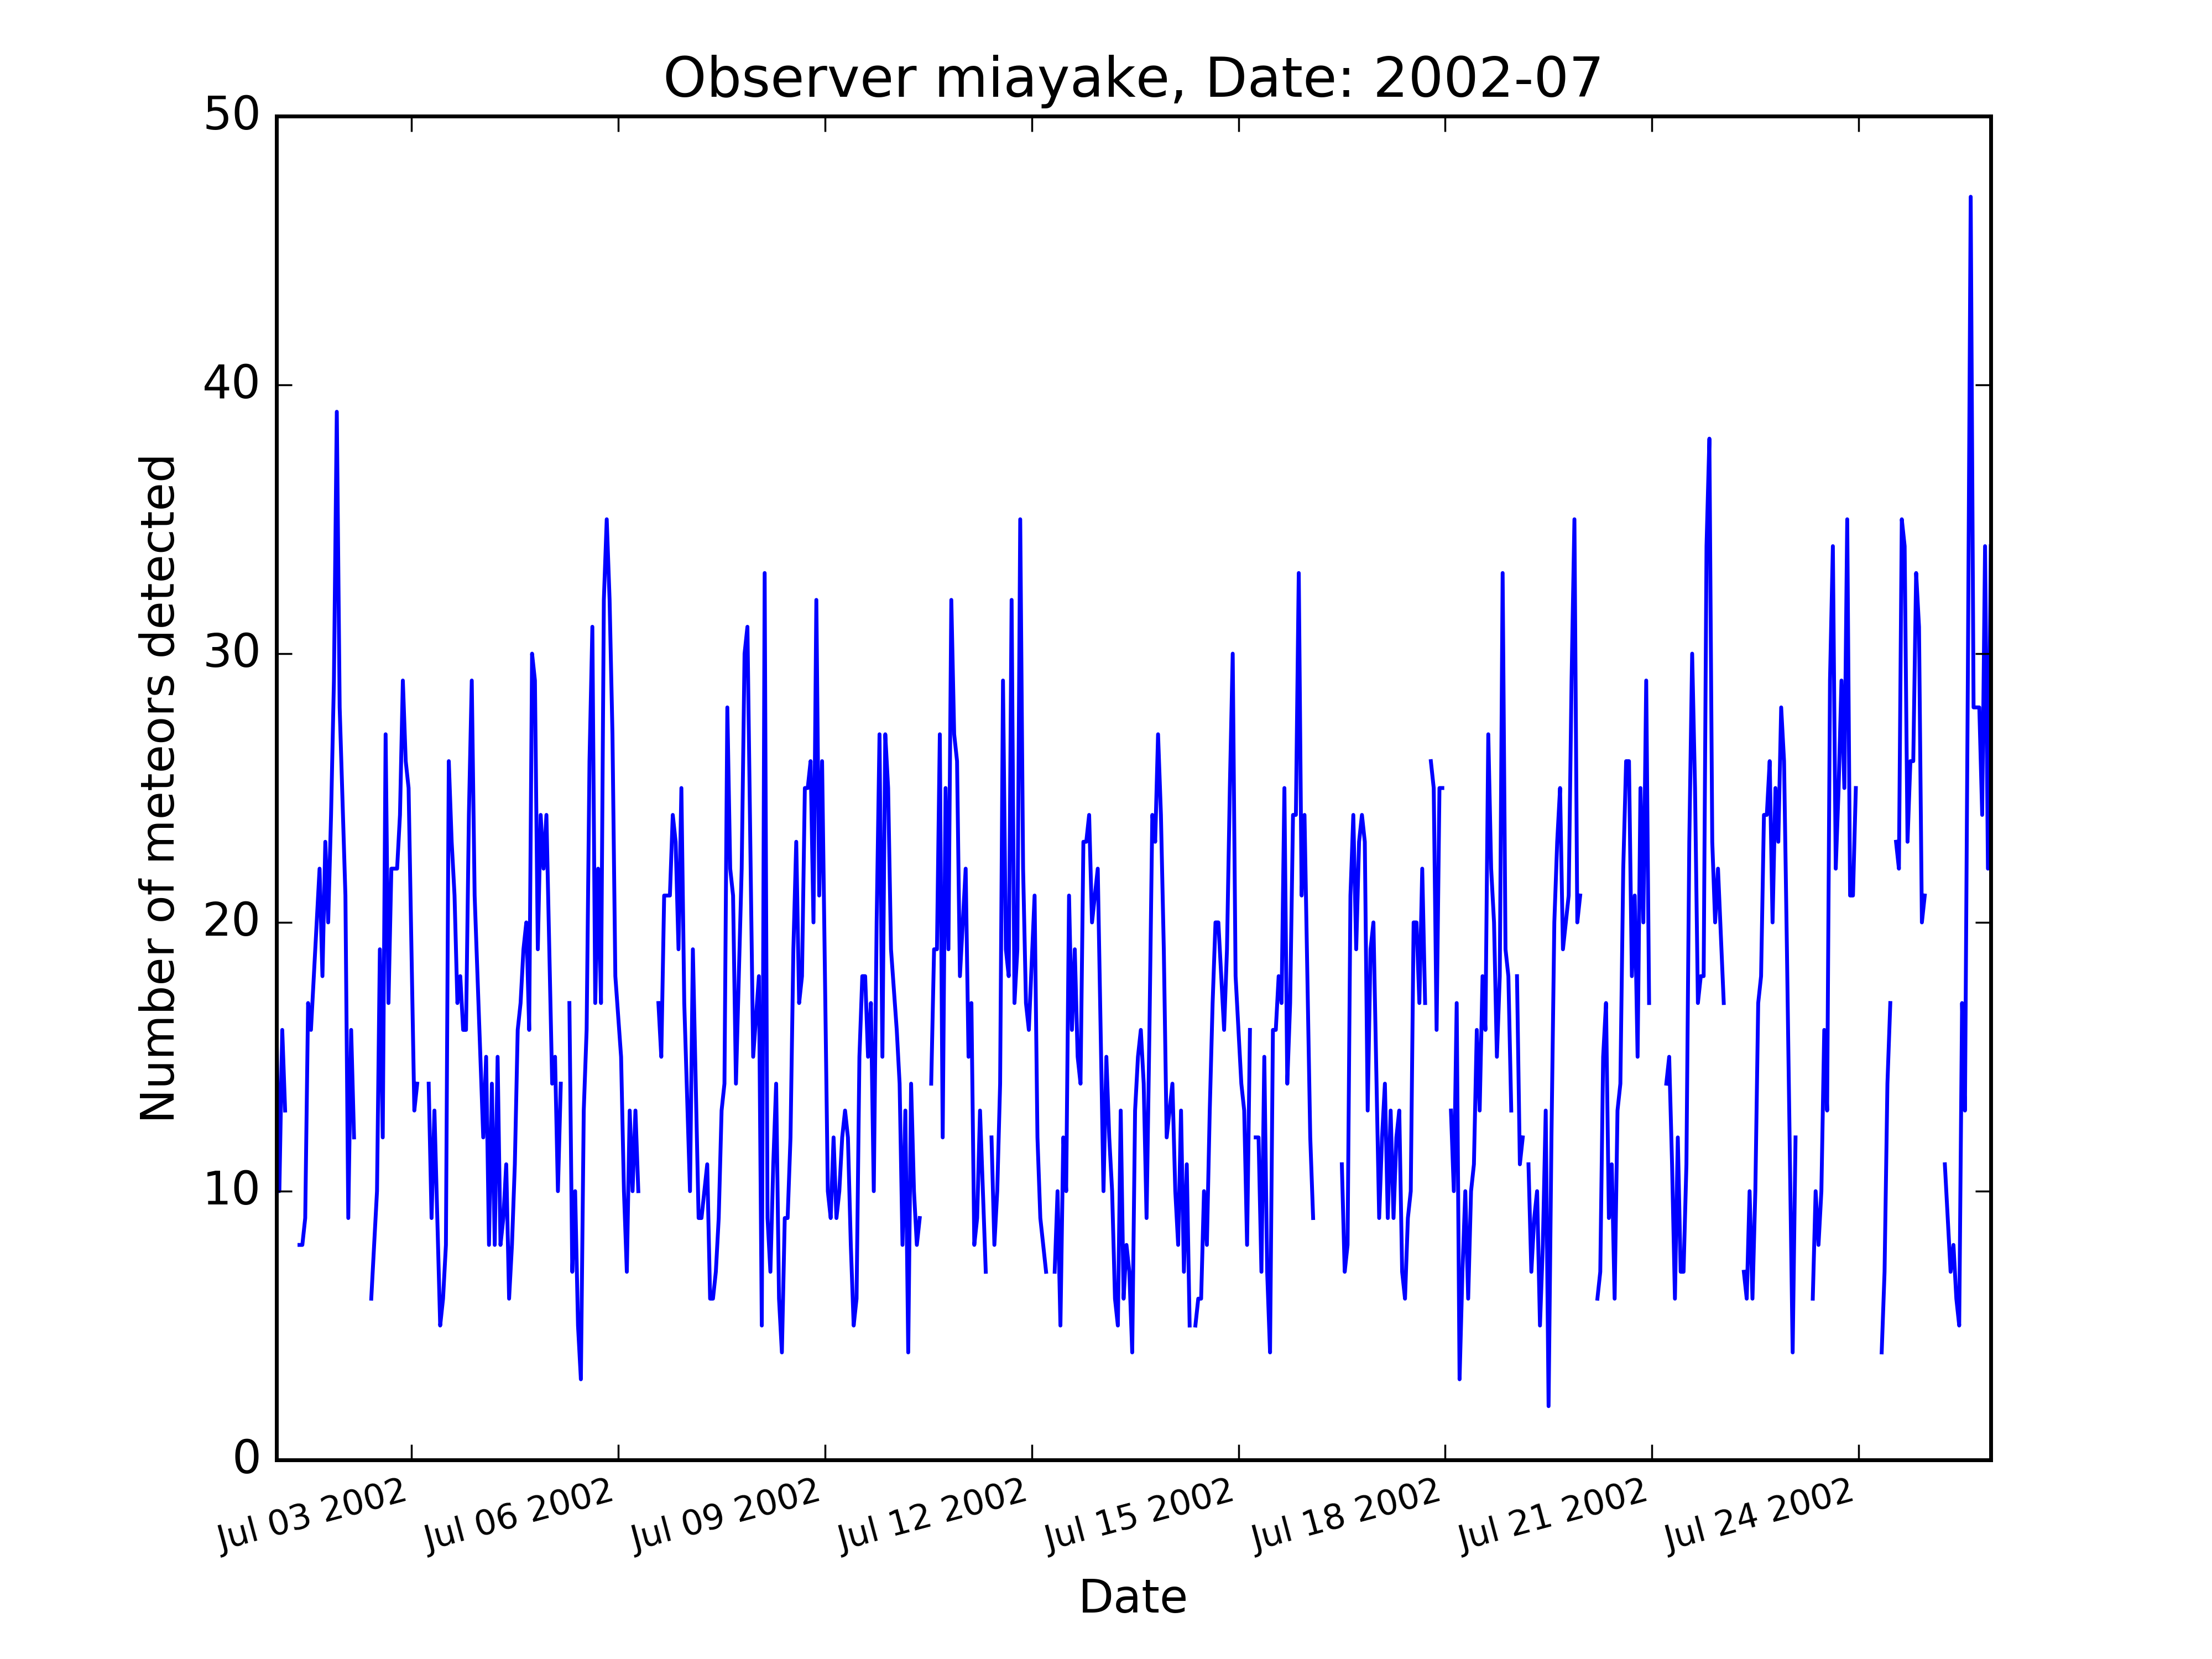 Observer miayake, Date: 2002-07
Number of meteors detected
50
40
30
20
10
0
Jul 03 2002
Jul 06 2002
Jul 09 2002
Jul 12 2002
Jul 15 2002
Jul 18 2002
Jul 21 2002
Jul 24 2002
Date